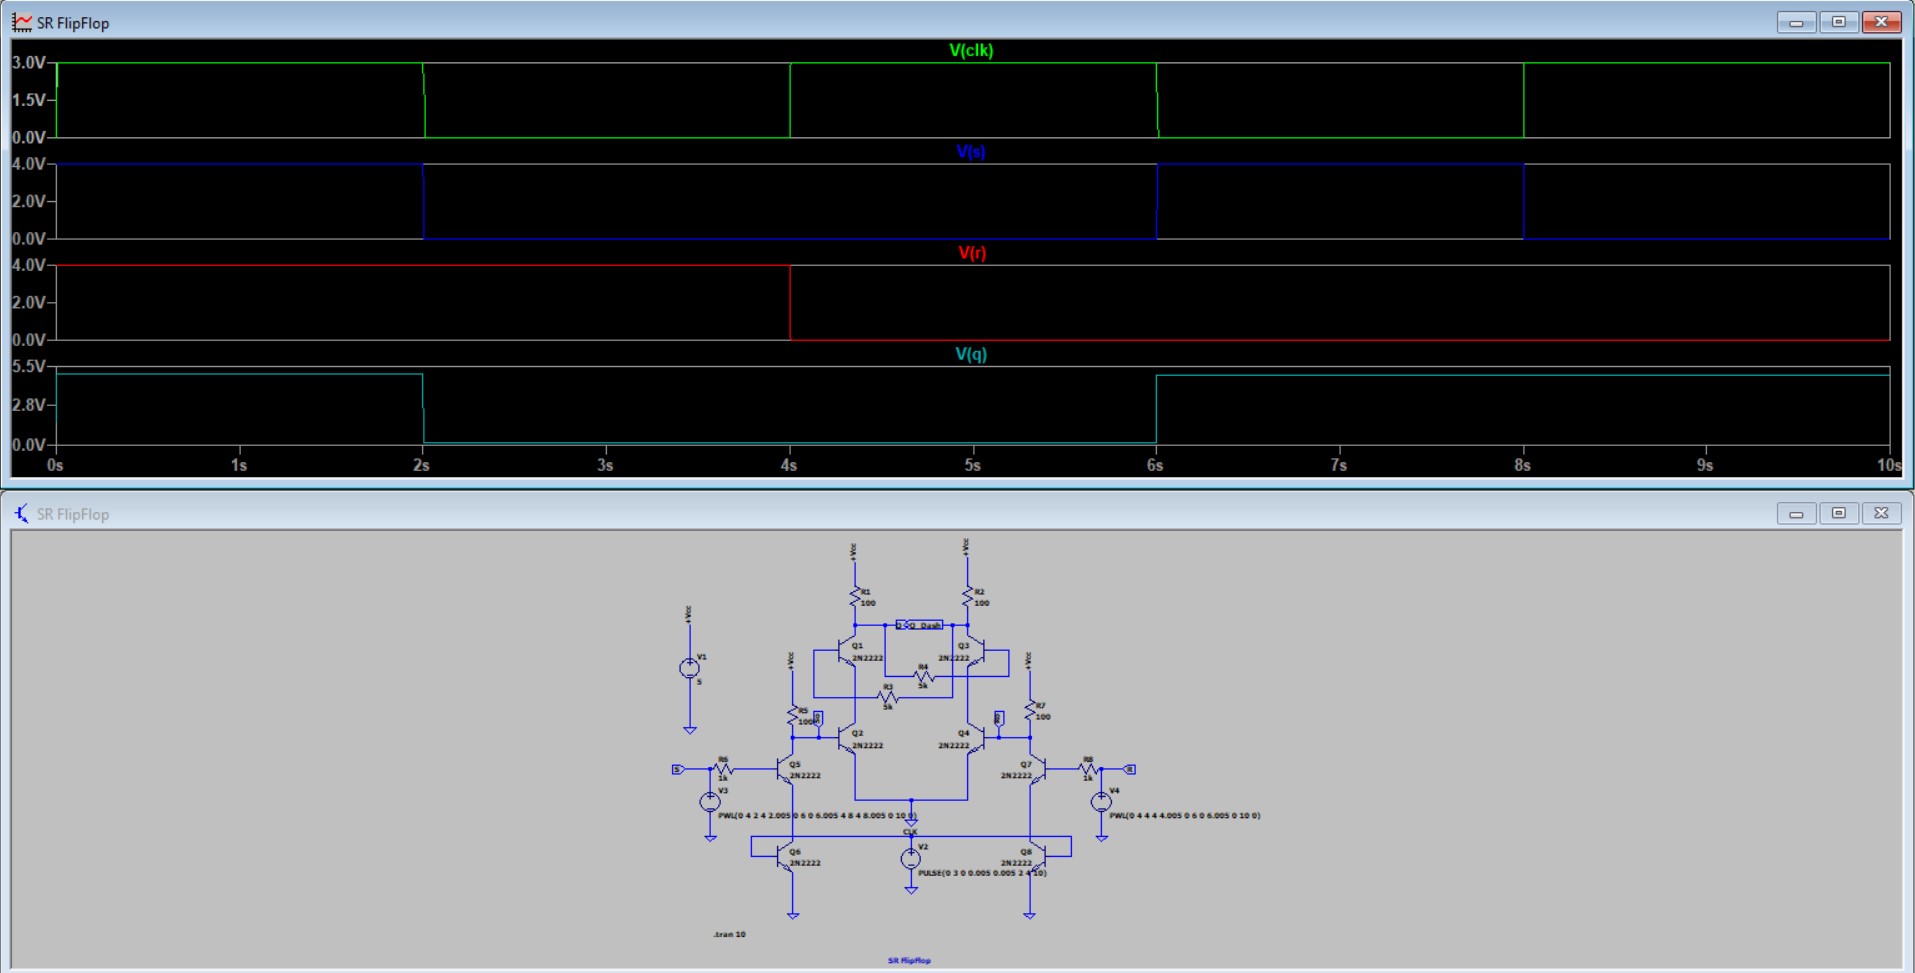 SR FlipFlop
V(clk)
3.0V
1.5V
0.0V
V(s)
4.0V
2.0V
0.0V
V(r)
4.0V
2.0V
0.0V
V(q)
5.5V
2.8V
0.0V
0s 1s 2s 3s 4s 5s 6s 7s 8s 9s 10s
SR FlipFlop
+Vcc +Vcc
R1 R2
100 100
+Vcc
Q_Dash
Q1 Q3
2N2222 2N2222
V1
5
+Vcc +Vcc
R4
5k
R3
5k
R5 R7
100 100
Q2 Q4
2N2222 2N2222
S R6 Q5 Q7 R8 R
1k 2N2222 2N2222 1k
V3 V4
PWL(0 4 2 4 2.005 0 6 0 6.005 4 8 4 8.005 0 10 0) PWL(0 4 4 4 4.005 0 6 0 6.005 0 10 0)
CLK
V2
Q6 Q8
2N2222 2N2222
PULSE(0 3 0 0.005 0.005 2 4 10)
.tran 10
SR FlipFlop